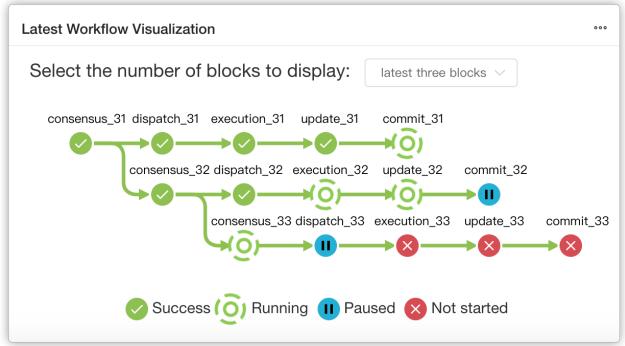 Latest Workflow Visualization
Select the number of blocks to display: latest three blocks
consensus_31 dispatch_31 execution_31 update_31 commit_31
consensus_32 dispatch_32 execution_32 update_32 commit_32
consensus_33 dispatch_33 execution_33 update_33 commit_33
Success Running Paused Not started